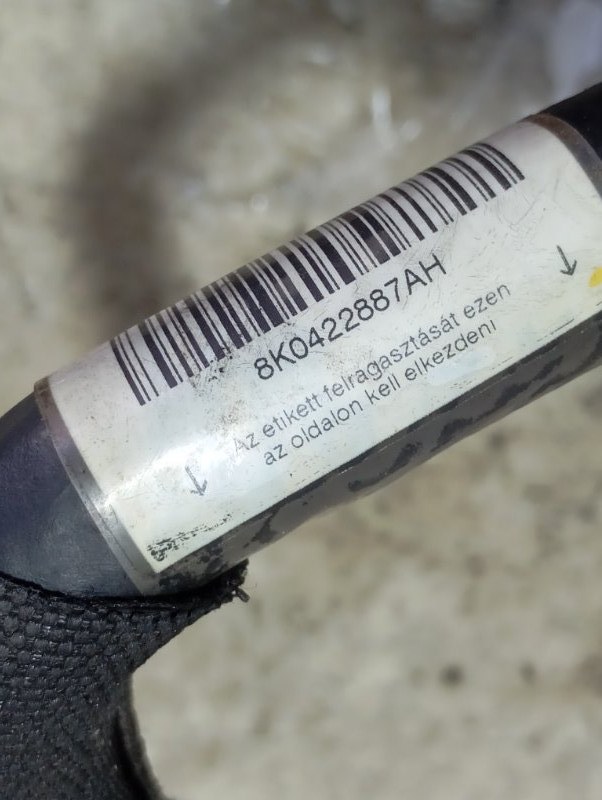 8K0422887AH
Az etikett felragasztását ezen
az oldalon kell elkezdeni